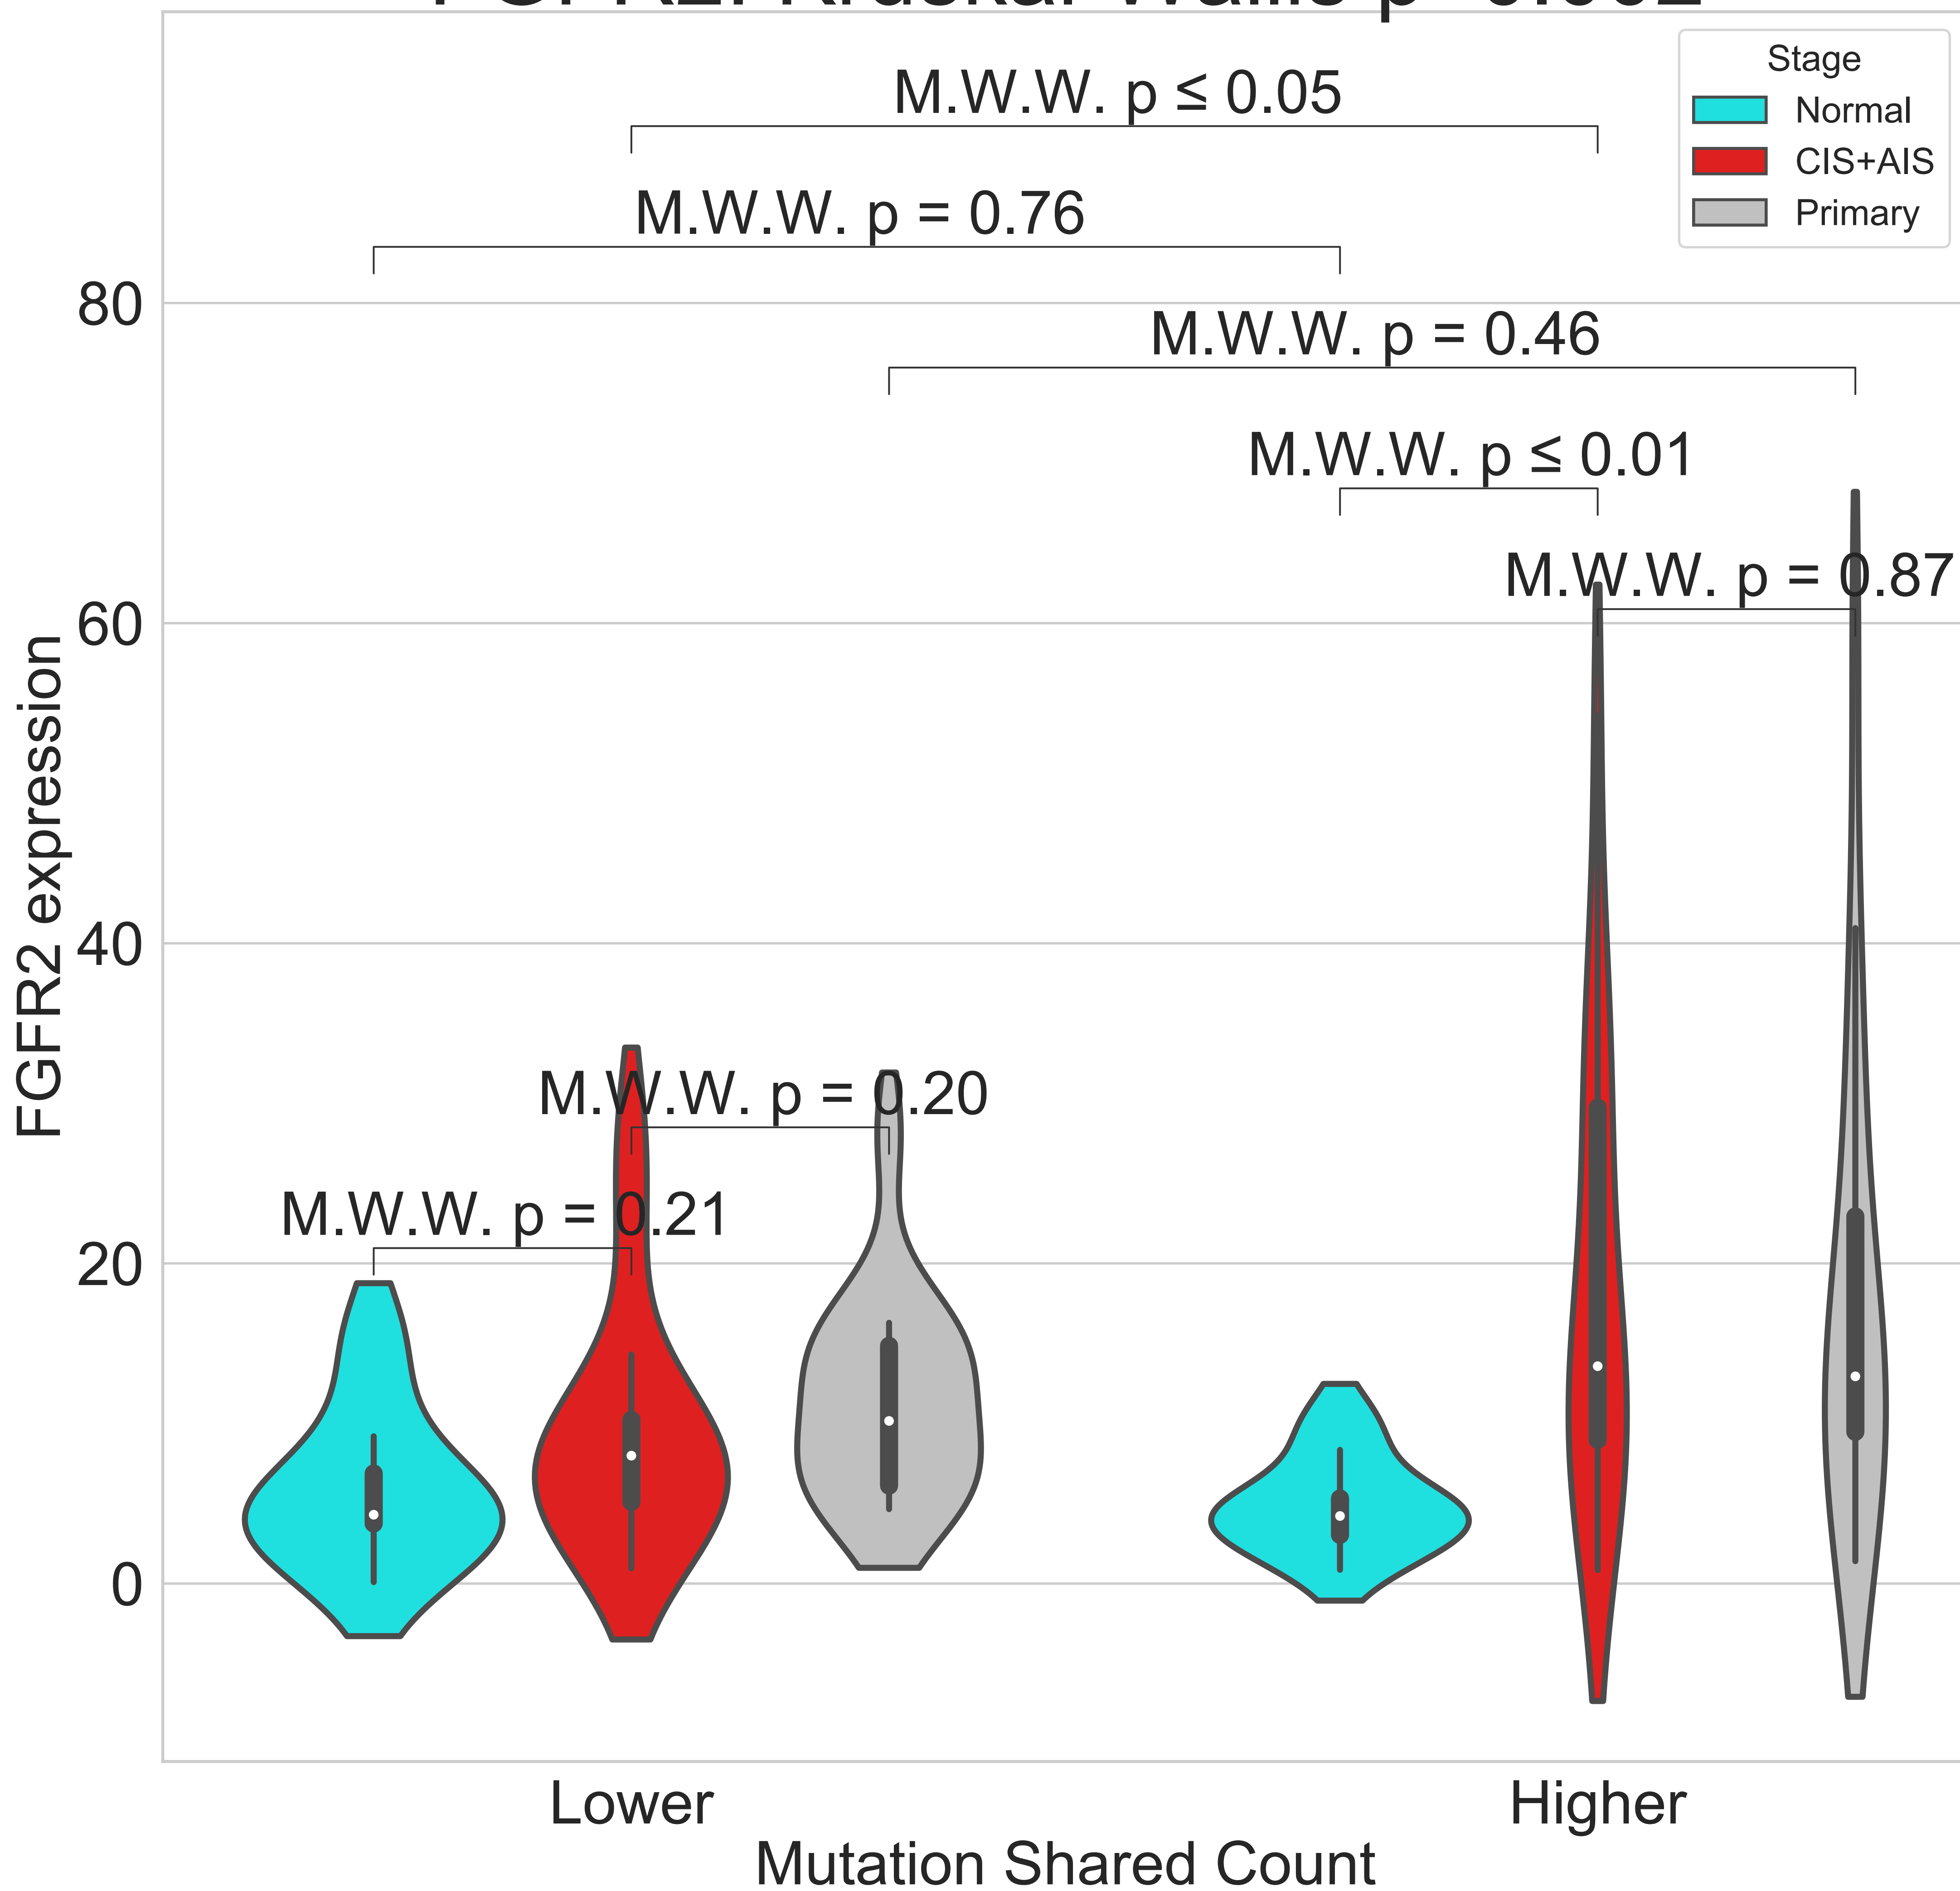 Stage
Normal
CIS+AIS
Primary
M.W.W. p ≤ 0.05
M.W.W. p = 0.76
M.W.W. p = 0.46
M.W.W. p ≤ 0.01
M.W.W. p = 0.87
M.W.W. p = 0.20
M.W.W. p = 0.21
80
60
40
20
0
FGFR2 expression
Lower
Higher
Mutation Shared Count